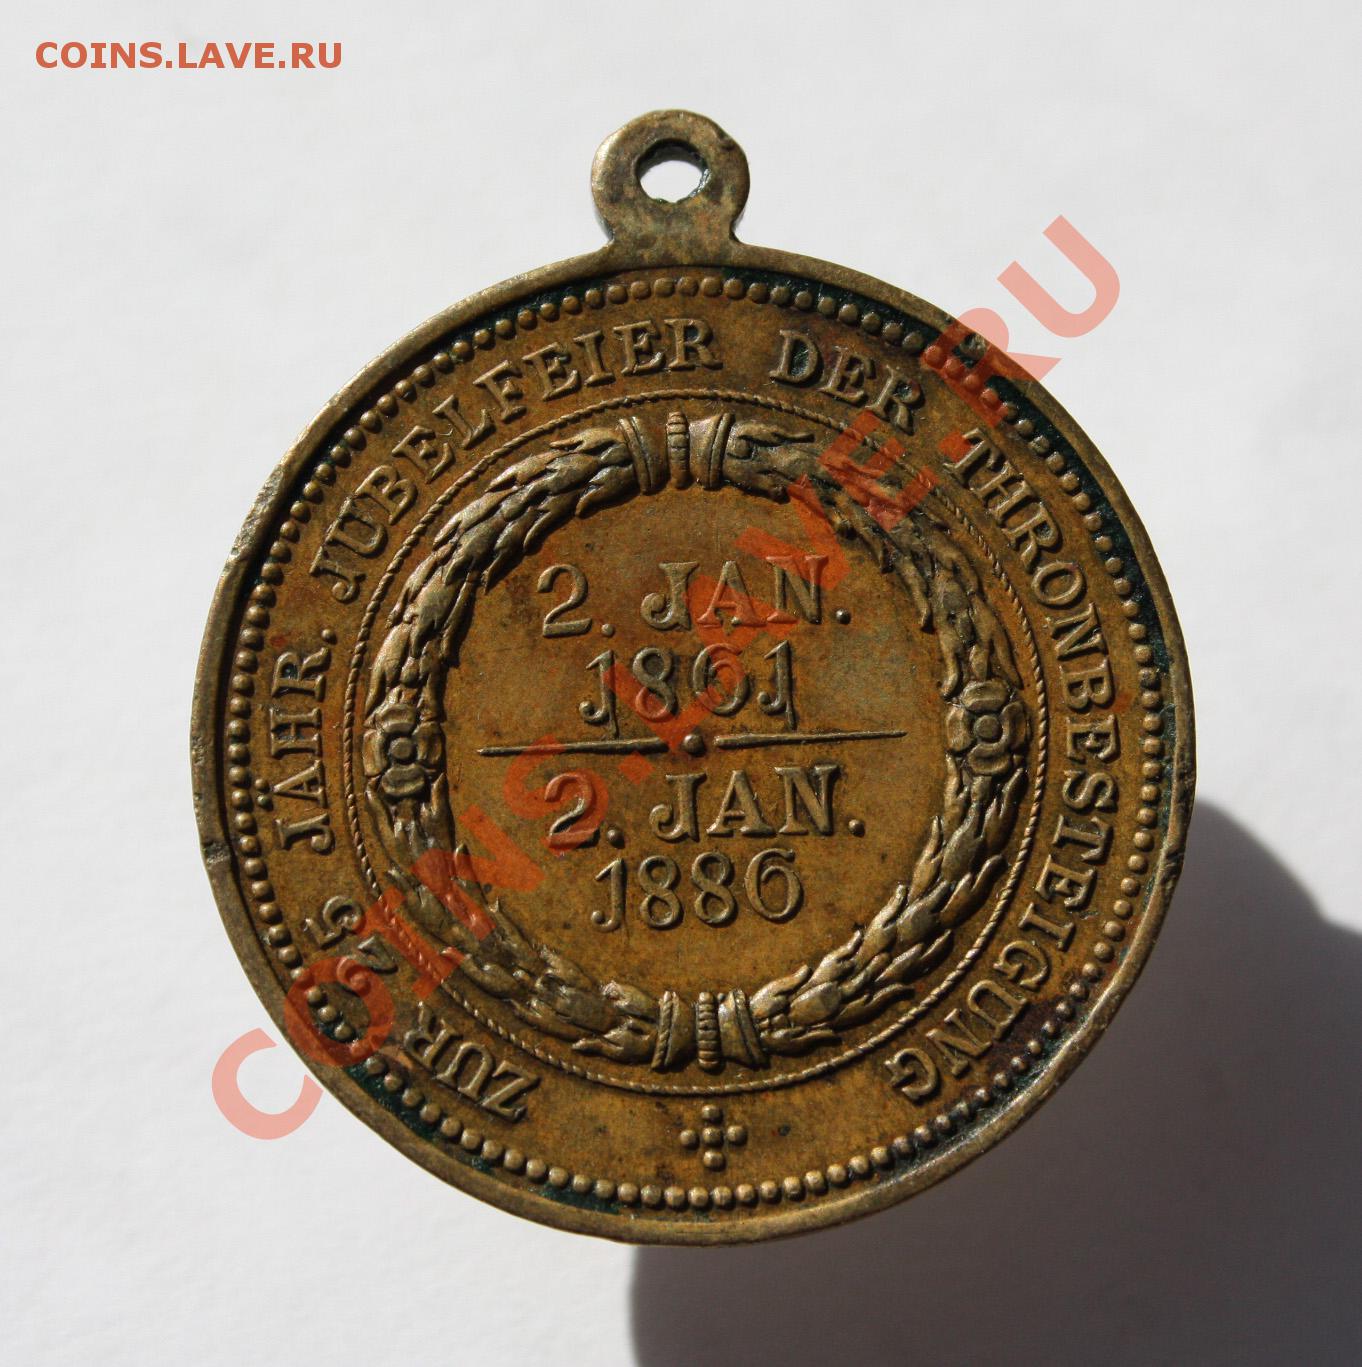 COINS.LAVE.RU
ZUR 25 JÄHR. JUBELFEIER DER THRONBESTEIGUNG
2. JAN.
1861
2. JAN.
1886
COINS.LAVE.RU